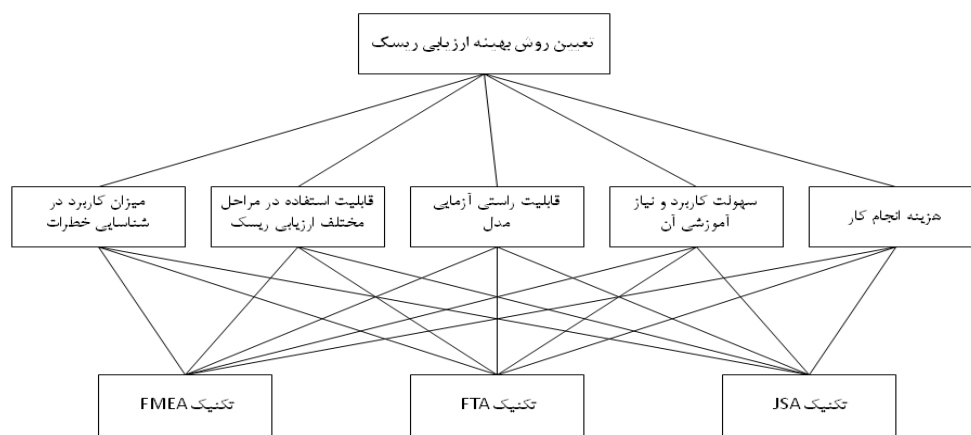 تعیین روش بهینه ارزیابی ریسک
هزینه انجام کار
سهولت کاربرد و نیاز
آموزشی آن
قابلیت راستی آزمایی
مدل
قابلیت استفاده در مراحل
مختلف ارزیابی ریسک
میزان کاربرد در
شناسایی خطرات
تکنیک JSA
تکنیک FTA
تکنیک FMEA